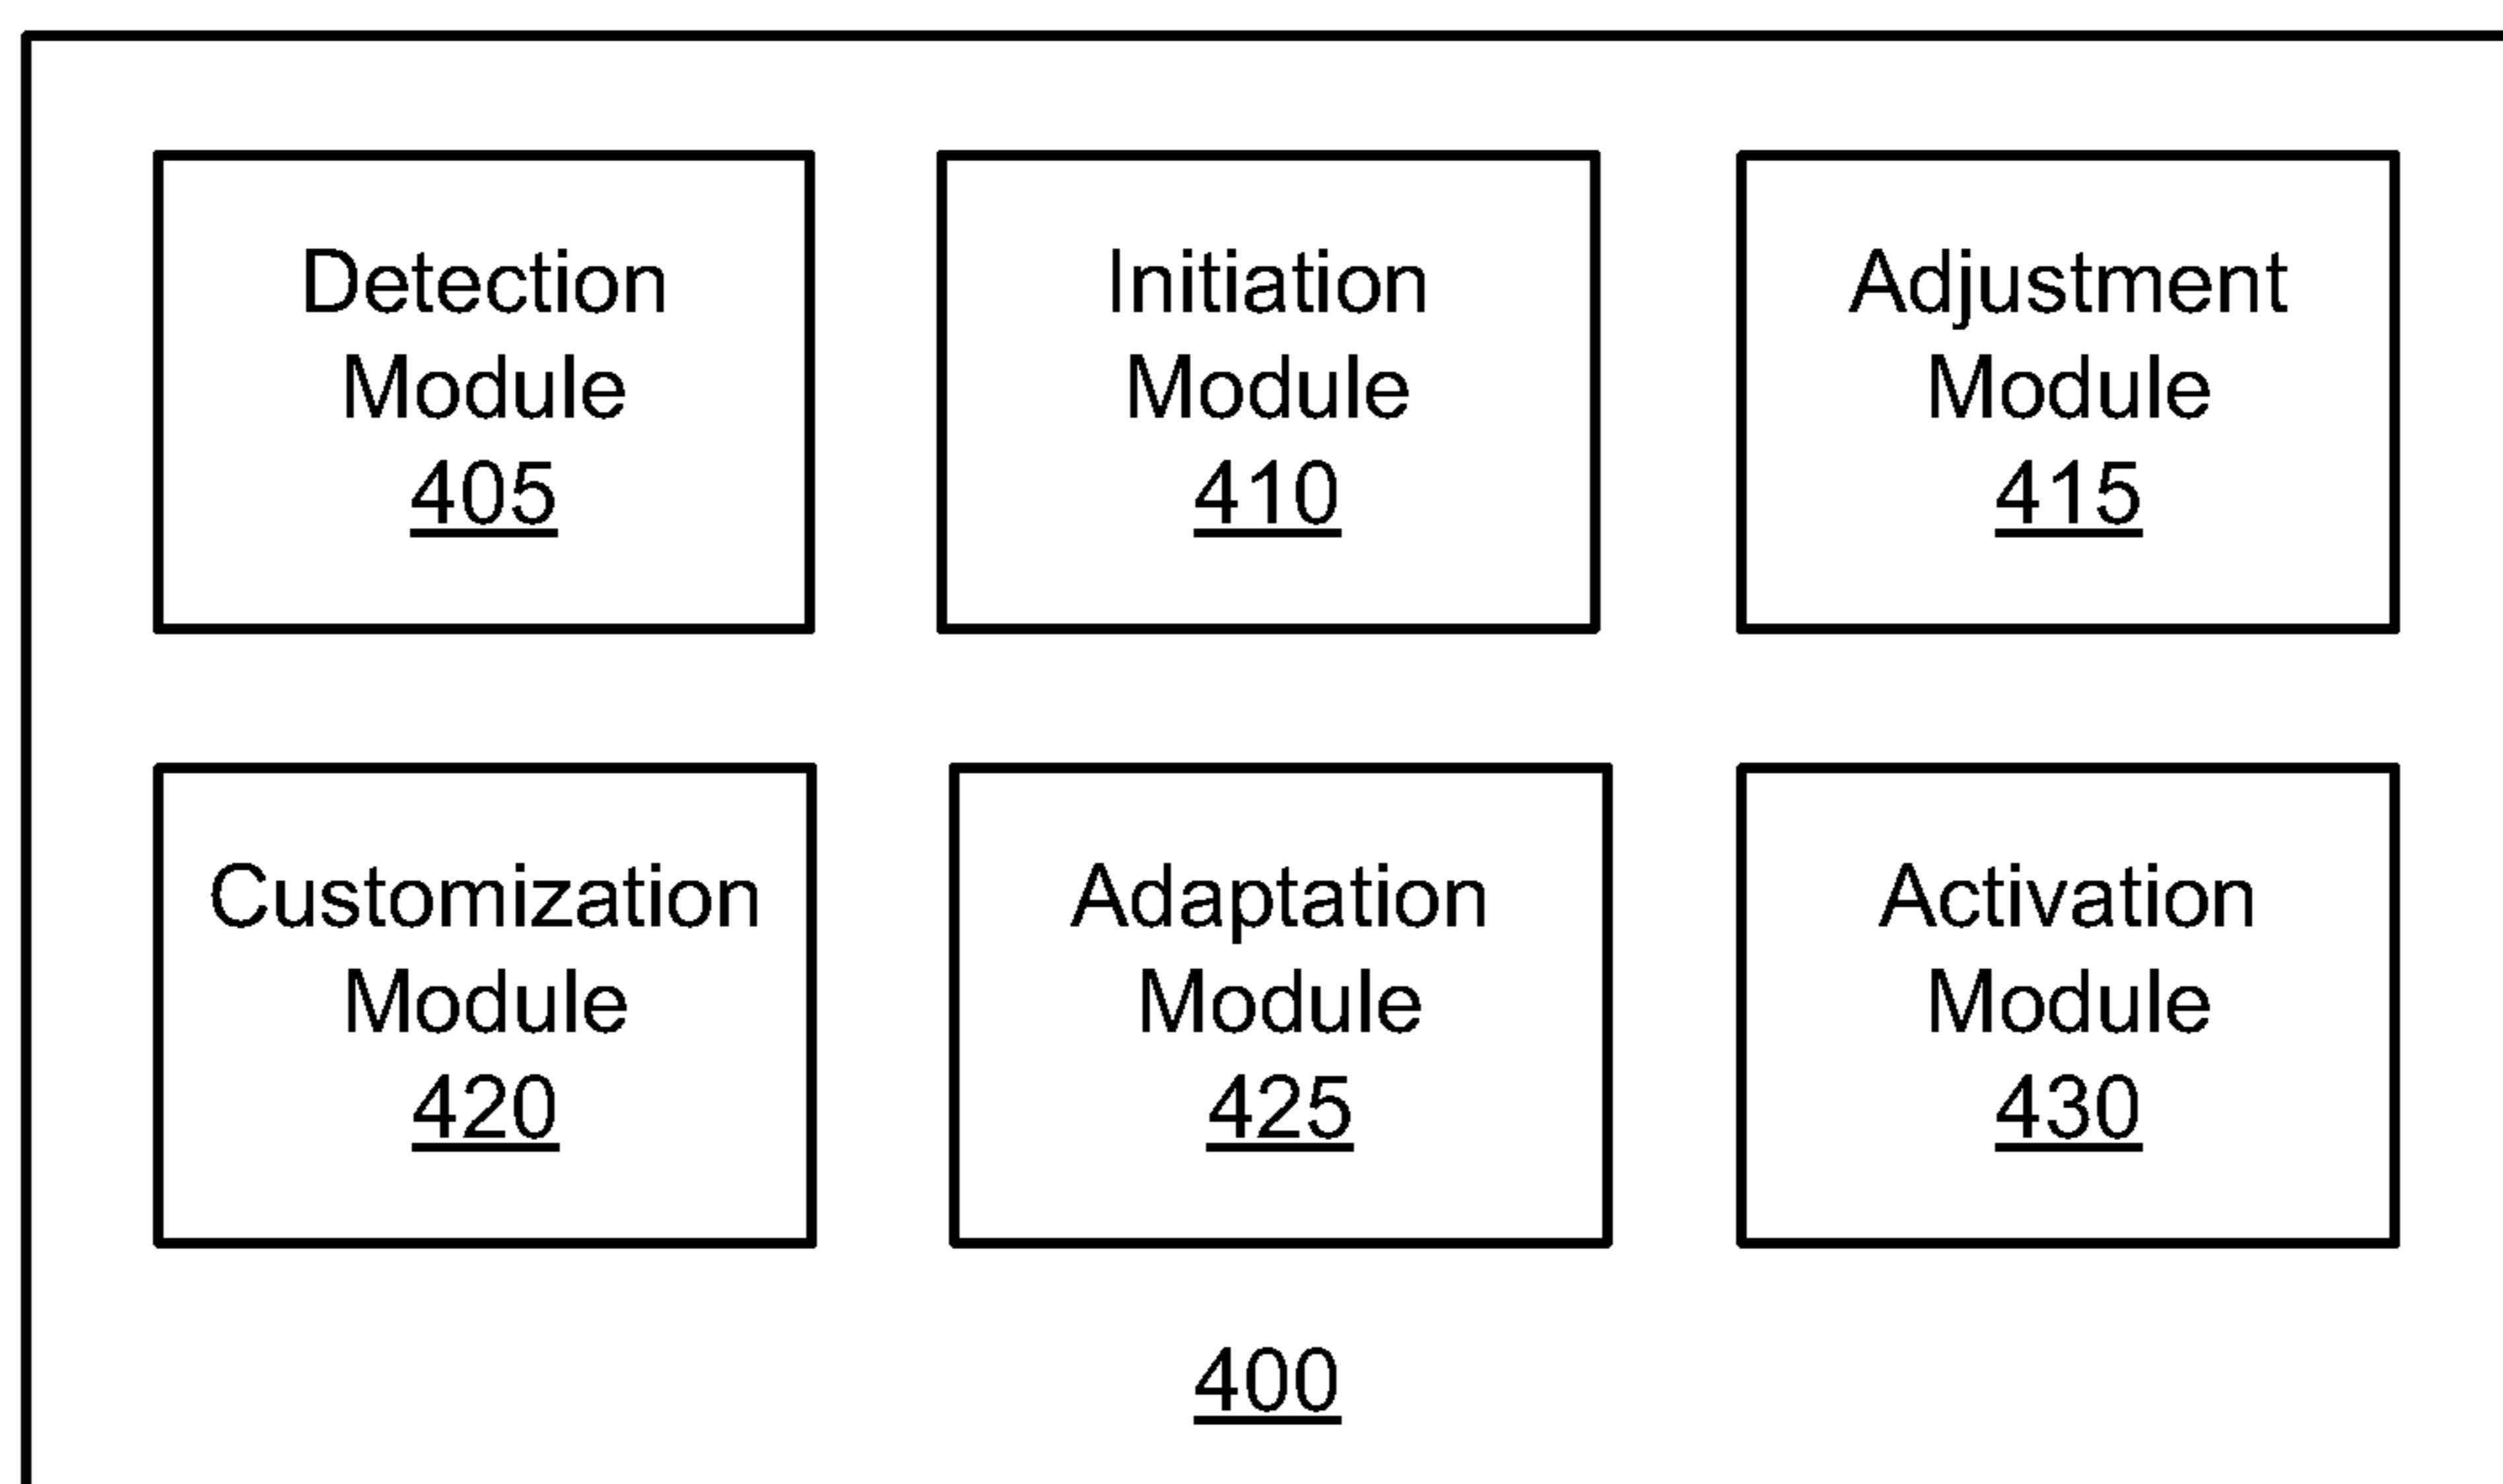 Detection
Module
405
Initiation
Module
410
Adjustment
Module
415
Customization
Module
420
Adaptation
Module
425
Activation
Module
430
400